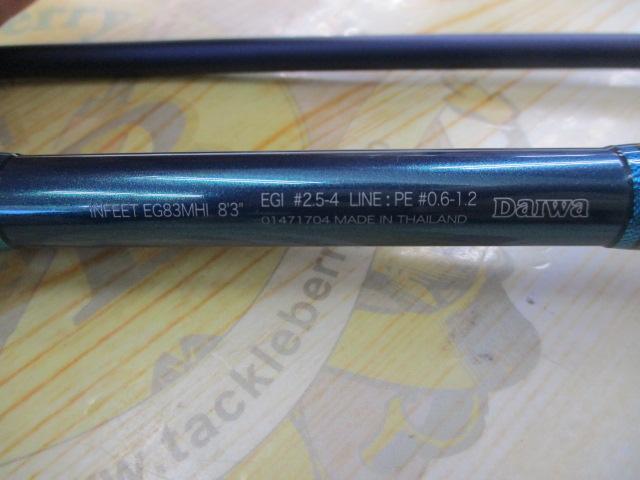 INFEET EG83MHI 8'3"
EGI #2.5-4 LINE : PE #0.6-1.2
01471704 MADE IN THAILAND
Daiwa
www.tackleberr